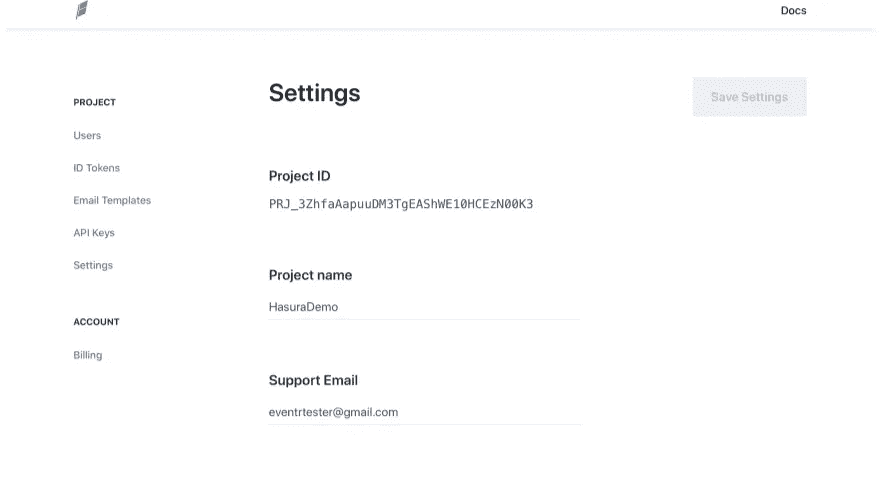 Docs
PROJECT
Users
ID Tokens
Email Templates
API Keys
Settings
ACCOUNT
Billing
Settings
Save Settings
Project ID
PRJ_3ZhfaAapuuDM3TgEAShWE10HCEzN00K3
Project name
HasuraDemo
Support Email
eventrtester@gmail.com